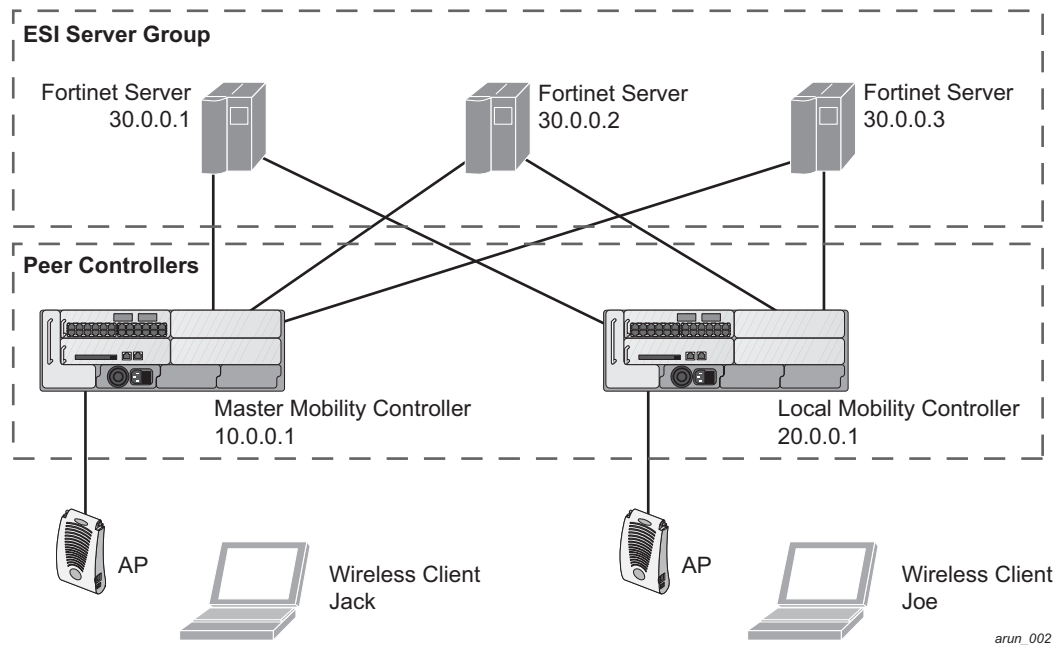 ESI Server Group
Fortinet Server
30.0.0.1
Fortinet Server
30.0.0.2
Fortinet Server
30.0.0.3
Peer Controllers
Master Mobility Controller
10.0.0.1
Local Mobility Controller
20.0.0.1
AP
Wireless Client
Jack
AP
Wireless Client
Joe
arun_002